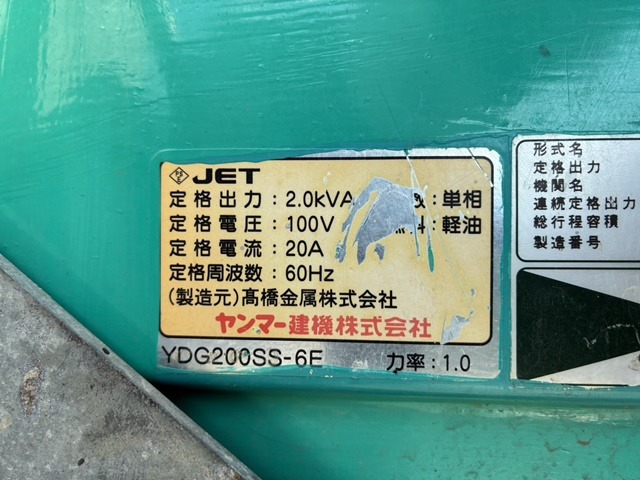 JET
定格出力:2.0kVA 数:単相
定格電圧:100V 料:軽油
定格電流:20A
定格周波数:60Hz
(製造元)髙橋金属株式会社
ヤンマー建機株式会社
YDG200SS-6E 力率:1.0
形式名
定格出力
機関名
連続定格出力
総行程容積
製造番号